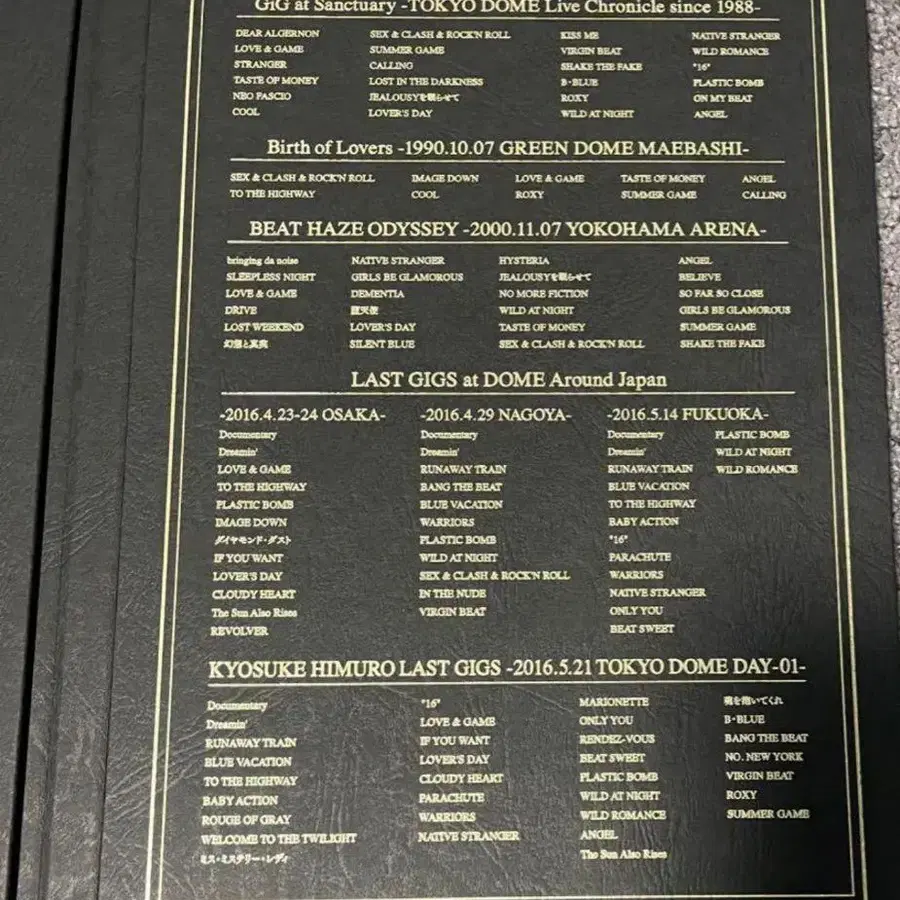 GiG at Sanctuary -TOKYO DOME Live Chronicle since 1988-
DEAR ALGERNON
LOVE & GAME
STRANGER
TASTE OF MONEY
NEO FASCIO
COOL
SEX & CLASH & ROCK'N ROLL
SUMMER GAME
CALLING
LOST IN THE DARKNESS
JEALOUSYを眠らせて
LOVER'S DAY
KISS ME
VIRGIN BEAT
SHAKE THE FAKE
B・BLUE
ROXY
WILD AT NIGHT
NATIVE STRANGER
WILD ROMANCE
"16"
PLASTIC BOMB
ON MY BEAT
ANGEL
Birth of Lovers -1990.10.07 GREEN DOME MAEBASHI-
SEX & CLASH & ROCK'N ROLL
TO THE HIGHWAY
IMAGE DOWN
COOL
LOVE & GAME
ROXY
TASTE OF MONEY
SUMMER GAME
ANGEL
CALLING
BEAT HAZE ODYSSEY -2000.11.07 YOKOHAMA ARENA-
bringing da noise
SLEEPLESS NIGHT
LOVE & GAME
DRIVE
LOST WEEKEND
幻想と真実
NATIVE STRANGER
GIRLS BE GLAMOROUS
DEMENTIA
堕天使
LOVER'S DAY
SILENT BLUE
HYSTERIA
JEALOUSYを眠らせて
NO MORE FICTION
WILD AT NIGHT
TASTE OF MONEY
SEX & CLASH & ROCK'N ROLL
ANGEL
BELIEVE
SO FAR SO CLOSE
GIRLS BE GLAMOROUS
SUMMER GAME
SHAKE THE FAKE
LAST GIGS at DOME Around Japan
-2016.4.23-24 OSAKA-
Documentary
Dreamin'
LOVE & GAME
TO THE HIGHWAY
PLASTIC BOMB
IMAGE DOWN
ダイヤモンド・ダスト
IF YOU WANT
LOVER'S DAY
CLOUDY HEART
The Sun Also Rises
REVOLVER
-2016.4.29 NAGOYA-
Documentary
Dreamin'
RUNAWAY TRAIN
BANG THE BEAT
BLUE VACATION
WARRIORS
PLASTIC BOMB
WILD AT NIGHT
SEX & CLASH & ROCK'N ROLL
IN THE NUDE
VIRGIN BEAT
-2016.5.14 FUKUOKA-
Documentary
Dreamin'
RUNAWAY TRAIN
BLUE VACATION
TO THE HIGHWAY
BABY ACTION
"16"
PARACHUTE
WARRIORS
NATIVE STRANGER
ONLY YOU
BEAT SWEET
PLASTIC BOMB
WILD AT NIGHT
WILD ROMANCE
KYOSUKE HIMURO LAST GIGS -2016.5.21 TOKYO DOME DAY-01-
Documentary
Dreamin'
RUNAWAY TRAIN
BLUE VACATION
TO THE HIGHWAY
BABY ACTION
ROUGE OF GRAY
WELCOME TO THE TWILIGHT
ミス・ミステリー・レディ
"16"
LOVE & GAME
IF YOU WANT
LOVER'S DAY
CLOUDY HEART
PARACHUTE
WARRIORS
NATIVE STRANGER
MARIONETTE
ONLY YOU
RENDEZ-VOUS
BEAT SWEET
PLASTIC BOMB
WILD AT NIGHT
WILD ROMANCE
ANGEL
The Sun Also Rises
魂を抱いてくれ
B・BLUE
BANG THE BEAT
NO. NEW YORK
VIRGIN BEAT
ROXY
SUMMER GAME